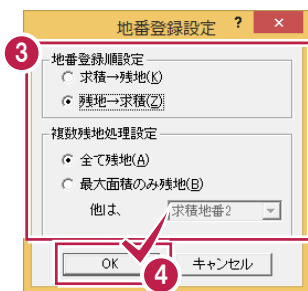 地番登録設定 ? ×
3
地番登録順設定
求積→残地(K)
残地→求積(Z)
複数残地処理設定
全て残地(A)
最大面積のみ残地(B)
他は、 求積地番2
OK キャンセル
4